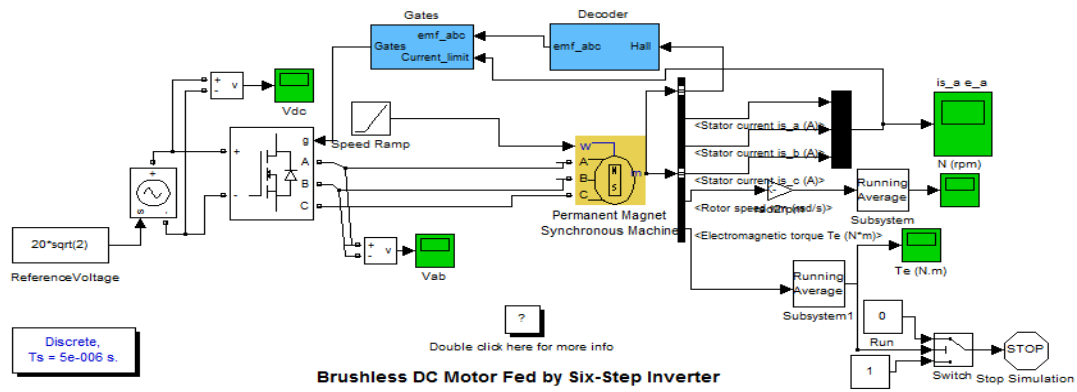 Gates
Decoder
emf_abc
Gates
Current_limit
emf_abc
Hall
+
-
v
Vdc
Speed Ramp
is_a e_a
N (rpm)
<Stator current is_a (A)>
<Stator current is_b (A)>
<Stator current is_c (A)>
<Rotor speed (rad/s)>
<Electromagnetic torque Te (N*m)>
g
A
B
C
+
-
w
A
B
C
m
N
S
Permanent Magnet
Synchronous Machine
Running
Average
Subsystem
+
s
-
20*sqrt(2)
ReferenceVoltage
+
-
v
Vab
Te (N.m)
Running
Average
Subsystem1
0
Run
1
Switch
STOP
Stop Simulation
?
Double click here for more info
Discrete,
Ts = 5e-006 s.
Brushless DC Motor Fed by Six-Step Inverter